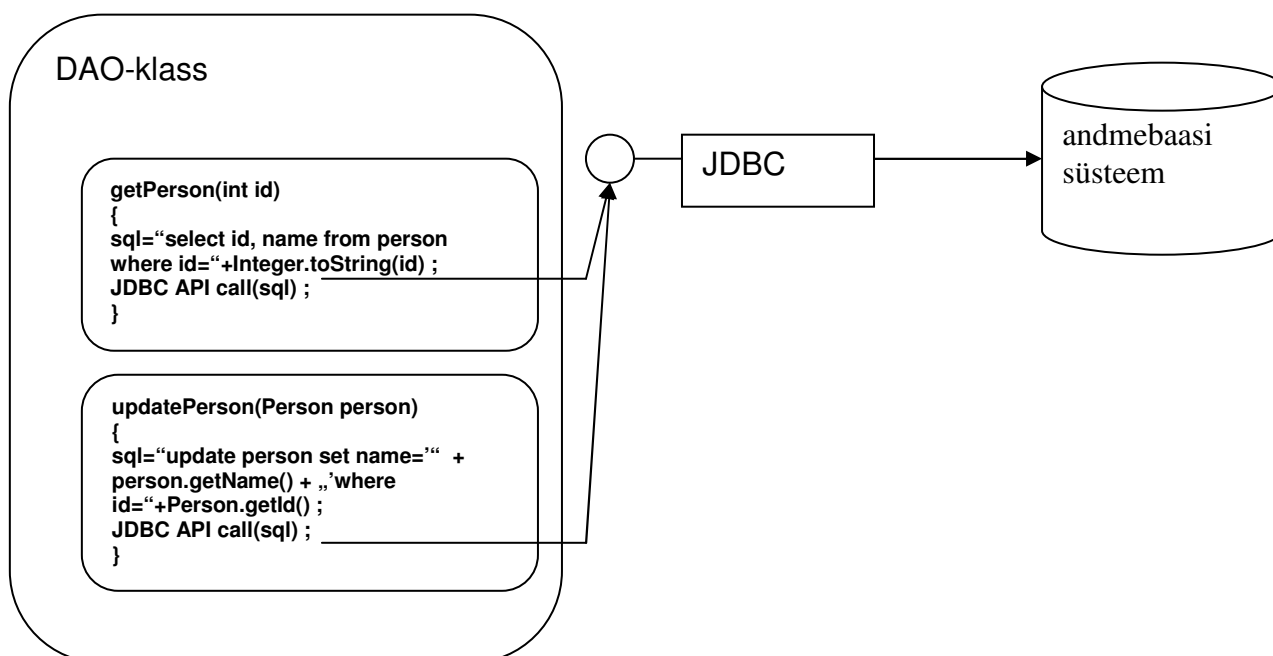 DAO-klass
getPerson(int id)
{
sql=“select id, name from person
where id=“+Integer.toString(id) ;
JDBC API call(sql) ;
}
updatePerson(Person person)
{
sql=“update person set name=’“ +
person.getName() + „’where
id=“+Person.getId() ;
JDBC API call(sql) ;
}
JDBC
andmebaasi
süsteem